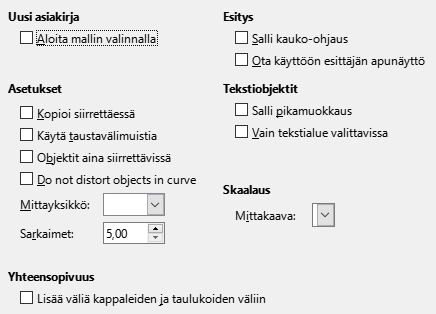 Uusi asiakirja
Aloita mallin valinnalla
Esitys
Salli kauko-ohjaus
Ota käyttöön esittäjän apunäyttö
Asetukset
Kopioi siirrettäessä
Käytä taustavälimuistia
Objektit aina siirrettävissä
Do not distort objects in curve
Mittayksikkö:
Sarkaimet: 5,00
Tekstiobjektit
Salli pikamuokkaus
Vain tekstialue valittavissa
Skaalaus
Mittakaava:
Yhteensopivuus
Lisää väliä kappaleiden ja taulukoiden väliin